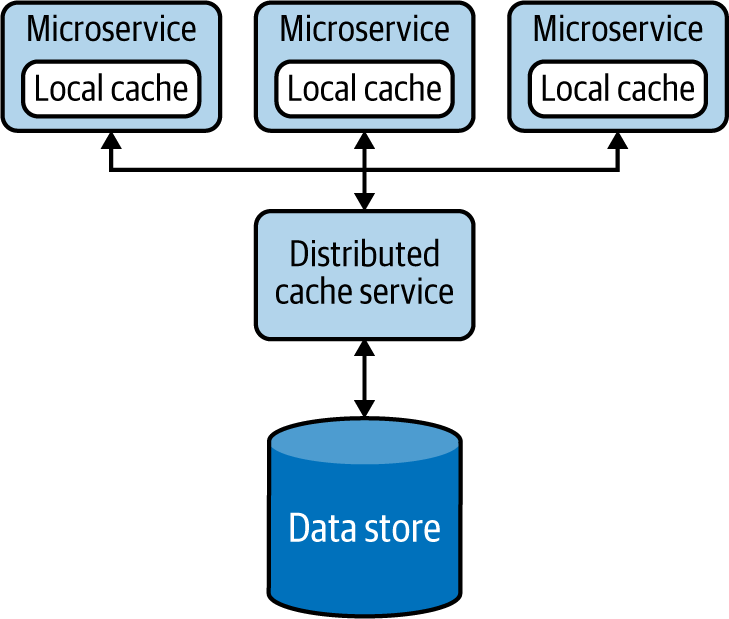 Microservice
Microservice
Microservice
Local cache
Local cache
Local cache
Distributed
cache service
Data store